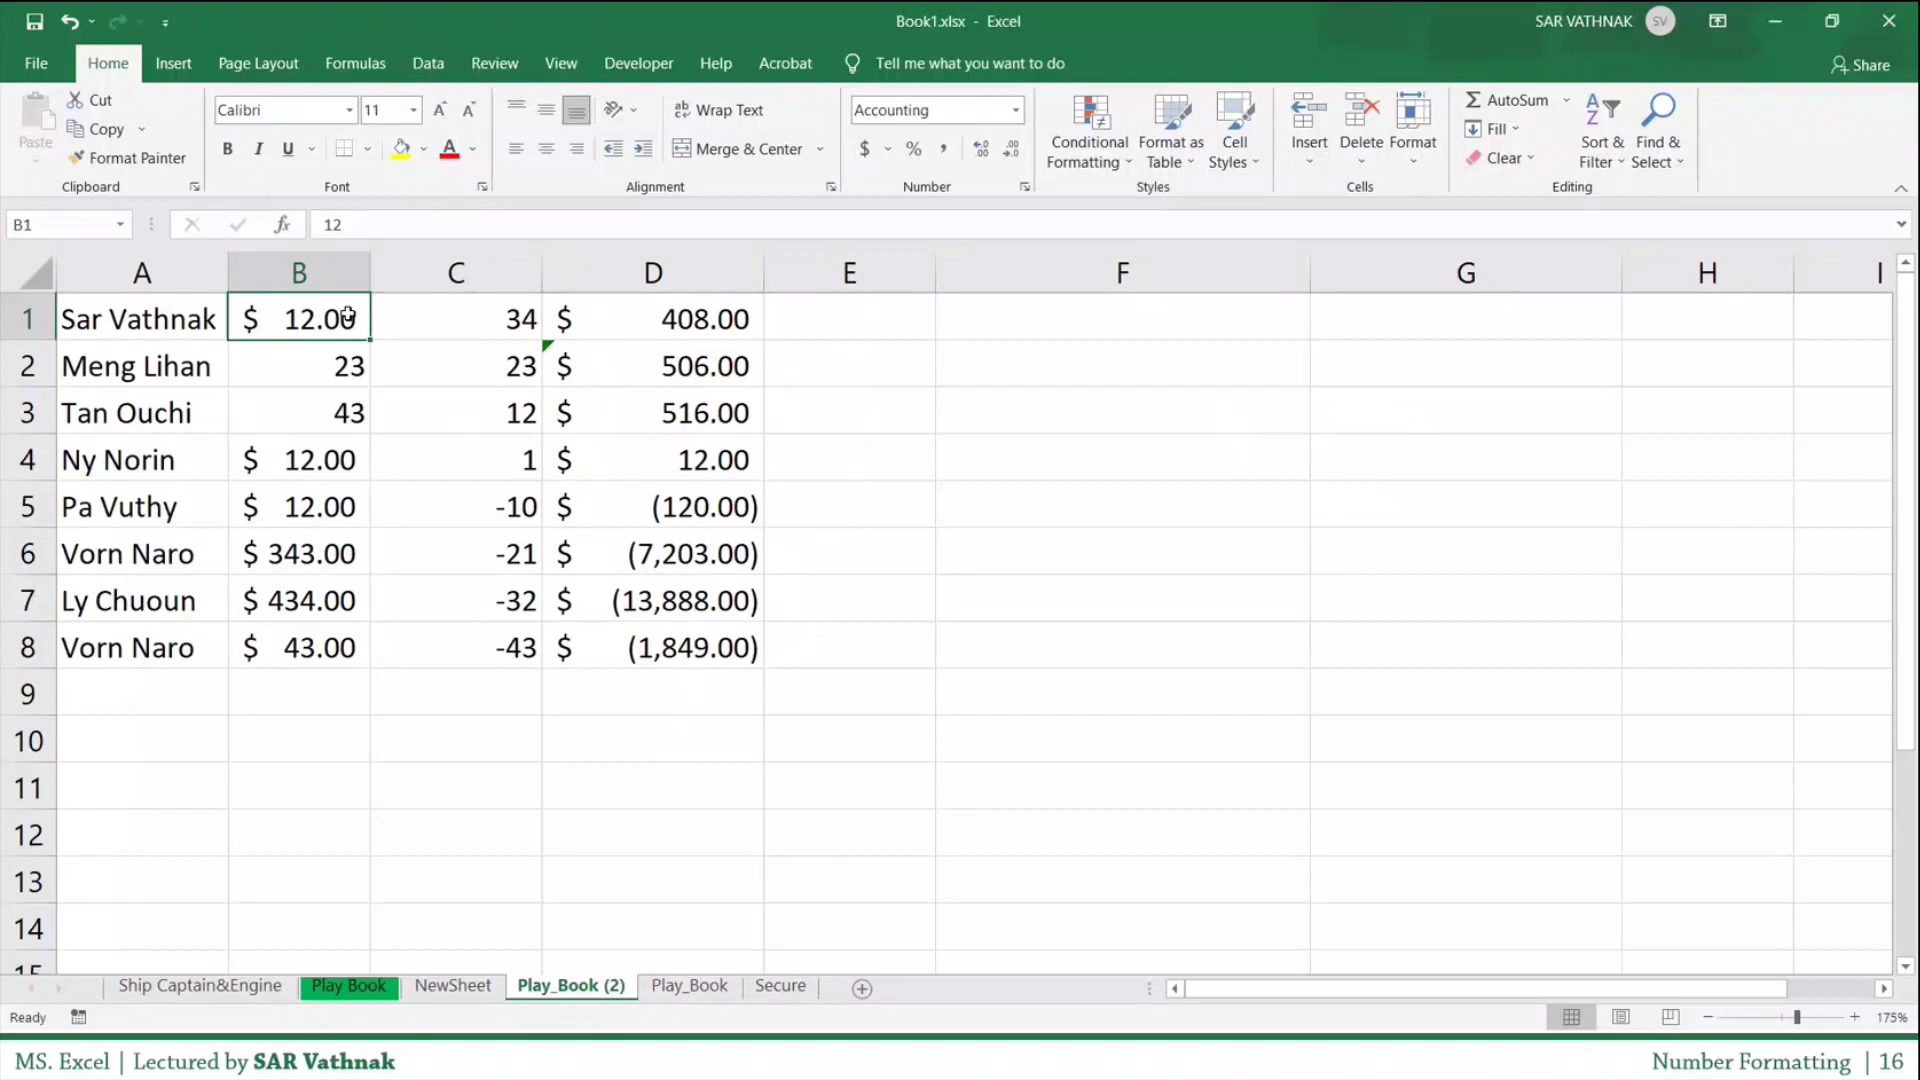 Book1.xlsx - Excel
SAR VATHNAK SV
File Home Insert Page Layout Formulas Data Review View Developer Help Acrobat Tell me what you want to do Share
Paste
Cut
Copy
Format Painter
Clipboard
Calibri 11
B I U A
Font
Wrap Text
Merge & Center
Alignment
Accounting
$ % ,
Number
Conditional Formatting
Format as Table
Cell Styles
Styles
Insert Delete Format
Cells
AutoSum
Fill
Clear
Sort & Filter
Find & Select
Editing
B1 fx 12
A B C D E F G H I
1 Sar Vathnak $ 12.00 34 $ 408.00
2 Meng Lihan 23 23 $ 506.00
3 Tan Ouchi 43 12 $ 516.00
4 Ny Norin $ 12.00 1 $ 12.00
5 Pa Vuthy $ 12.00 -10 $ (120.00)
6 Vorn Naro $ 343.00 -21 $ (7,203.00)
7 Ly Chuoun $ 434.00 -32 $ (13,888.00)
8 Vorn Naro $ 43.00 -43 $ (1,849.00)
9
10
11
12
13
14
15
Ship Captain&Engine Play Book NewSheet Play_Book (2) Play_Book Secure
Ready 175%
MS. Excel | Lectured by SAR Vathnak Number Formatting | 16